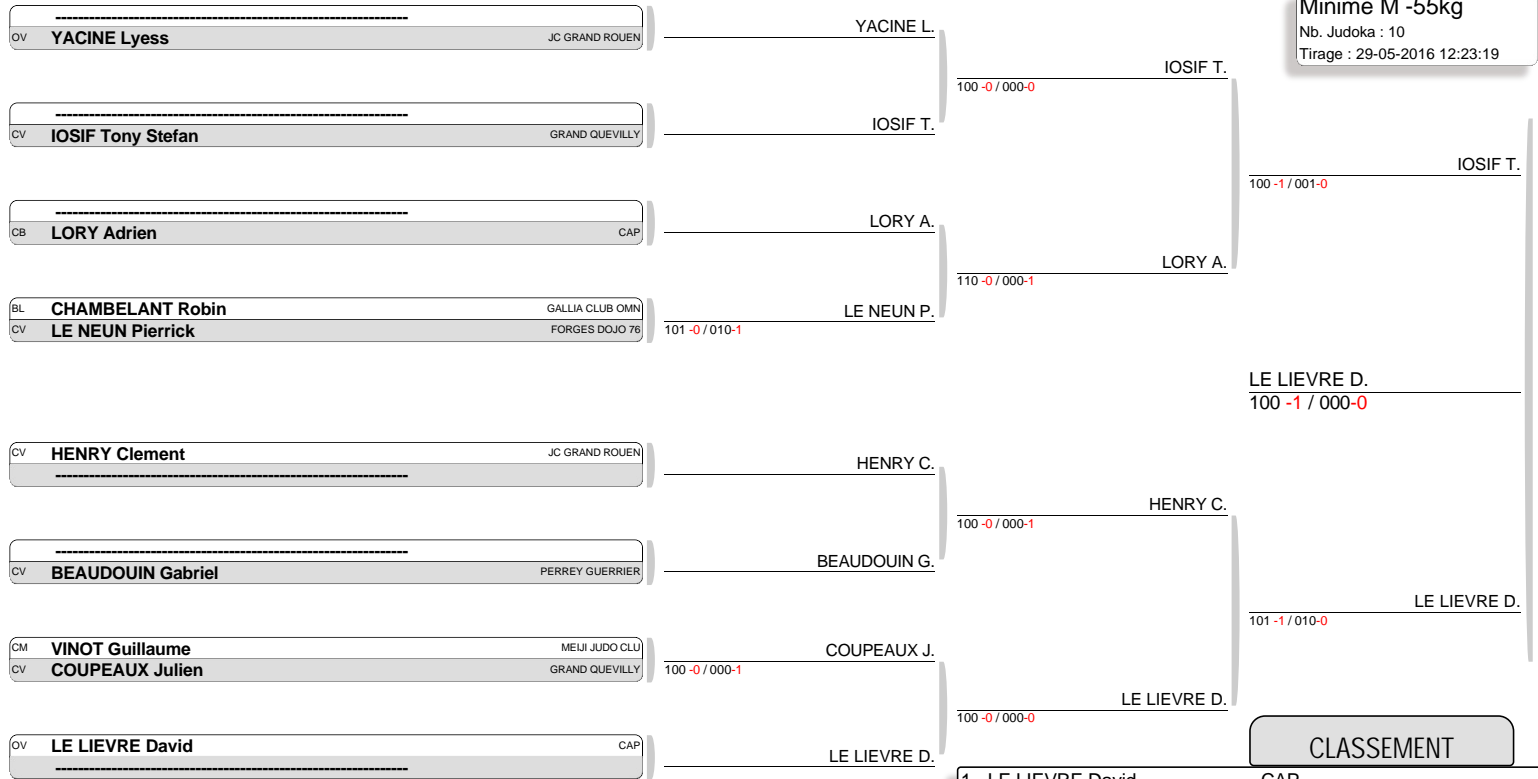 Minime M -55kg
Nb. Judoka : 10
Tirage : 29-05-2016 12:23:19
----------------------------------------------------------------------
OV YACINE Lyess JC GRAND ROUEN
----------------------------------------------------------------------
CV IOSIF Tony Stefan GRAND QUEVILLY
----------------------------------------------------------------------
CB LORY Adrien CAP
BL CHAMBELANT Robin GALLIA CLUB OMN
CV LE NEUN Pierrick FORGES DOJO 76
CV HENRY Clement JC GRAND ROUEN
----------------------------------------------------------------------
----------------------------------------------------------------------
CV BEAUDOUIN Gabriel PERREY GUERRIER
CM VINOT Guillaume MEIJI JUDO CLU
CV COUPEAUX Julien GRAND QUEVILLY
OV LE LIEVRE David CAP
----------------------------------------------------------------------
YACINE L.
IOSIF T.
LORY A.
LE NEUN P.
101 -0 / 010-1
HENRY C.
BEAUDOUIN G.
COUPEAUX J.
100 -0 / 000-1
LE LIEVRE D.
IOSIF T.
100 -0 / 000-0
LORY A.
110 -0 / 000-1
HENRY C.
100 -0 / 000-1
LE LIEVRE D.
100 -0 / 000-0
IOSIF T.
100 -1 / 001-0
LE LIEVRE D.
101 -1 / 010-0
LE LIEVRE D.
100 -1 / 000-0
CLASSEMENT
1 LE LIEVRE David CAP